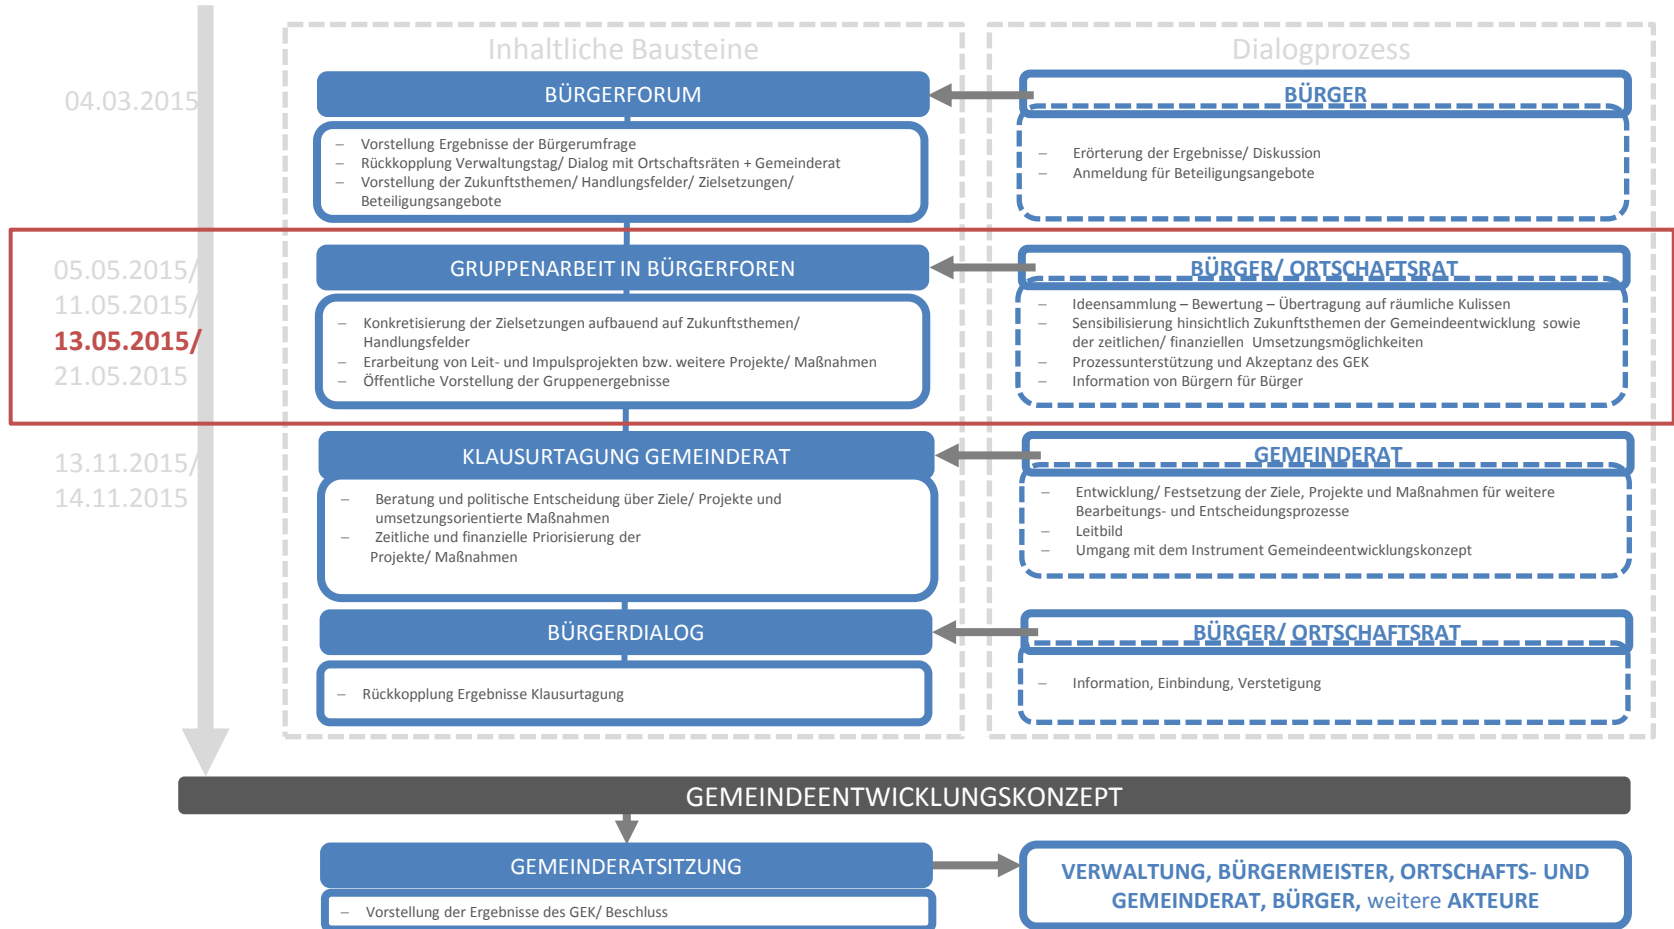 Inhaltliche Bausteine
Dialogprozess
04.03.2015
BÜRGERFORUM
BÜRGER
– Vorstellung Ergebnisse der Bürgerumfrage
– Rückkopplung Verwaltungstag/ Dialog mit Ortschaftsräten + Gemeinderat
– Vorstellung der Zukunftsthemen/ Handlungsfelder/ Zielsetzungen/
Beteiligungsangebote
– Erörterung der Ergebnisse/ Diskussion
– Anmeldung für Beteiligungsangebote
05.05.2015/
11.05.2015/
13.05.2015/
21.05.2015
GRUPPENARBEIT IN BÜRGERFOREN
BÜRGER/ ORTSCHAFTSRAT
– Konkretisierung der Zielsetzungen aufbauend auf Zukunftsthemen/
Handlungsfelder
– Erarbeitung von Leit- und Impulsprojekten bzw. weitere Projekte/ Maßnahmen
– Öffentliche Vorstellung der Gruppenergebnisse
– Ideensammlung – Bewertung – Übertragung auf räumliche Kulissen
– Sensibilisierung hinsichtlich Zukunftsthemen der Gemeindeentwicklung sowie
der zeitlichen/ finanziellen Umsetzungsmöglichkeiten
– Prozessunterstützung und Akzeptanz des GEK
– Information von Bürgern für Bürger
13.11.2015/
14.11.2015
KLAUSURTAGUNG GEMEINDERAT
GEMEINDERAT
– Beratung und politische Entscheidung über Ziele/ Projekte und
umsetzungsorientierte Maßnahmen
– Zeitliche und finanzielle Priorisierung der
Projekte/ Maßnahmen
– Entwicklung/ Festsetzung der Ziele, Projekte und Maßnahmen für weitere
Bearbeitungs- und Entscheidungsprozesse
– Leitbild
– Umgang mit dem Instrument Gemeindeentwicklungskonzept
BÜRGERDIALOG
BÜRGER/ ORTSCHAFTSRAT
– Rückkopplung Ergebnisse Klausurtagung
– Information, Einbindung, Verstetigung
GEMEINDEENTWICKLUNGSKONZEPT
GEMEINDERATSITZUNG
– Vorstellung der Ergebnisse des GEK/ Beschluss
VERWALTUNG, BÜRGERMEISTER, ORTSCHAFTS- UND
GEMEINDERAT, BÜRGER, weitere AKTEURE